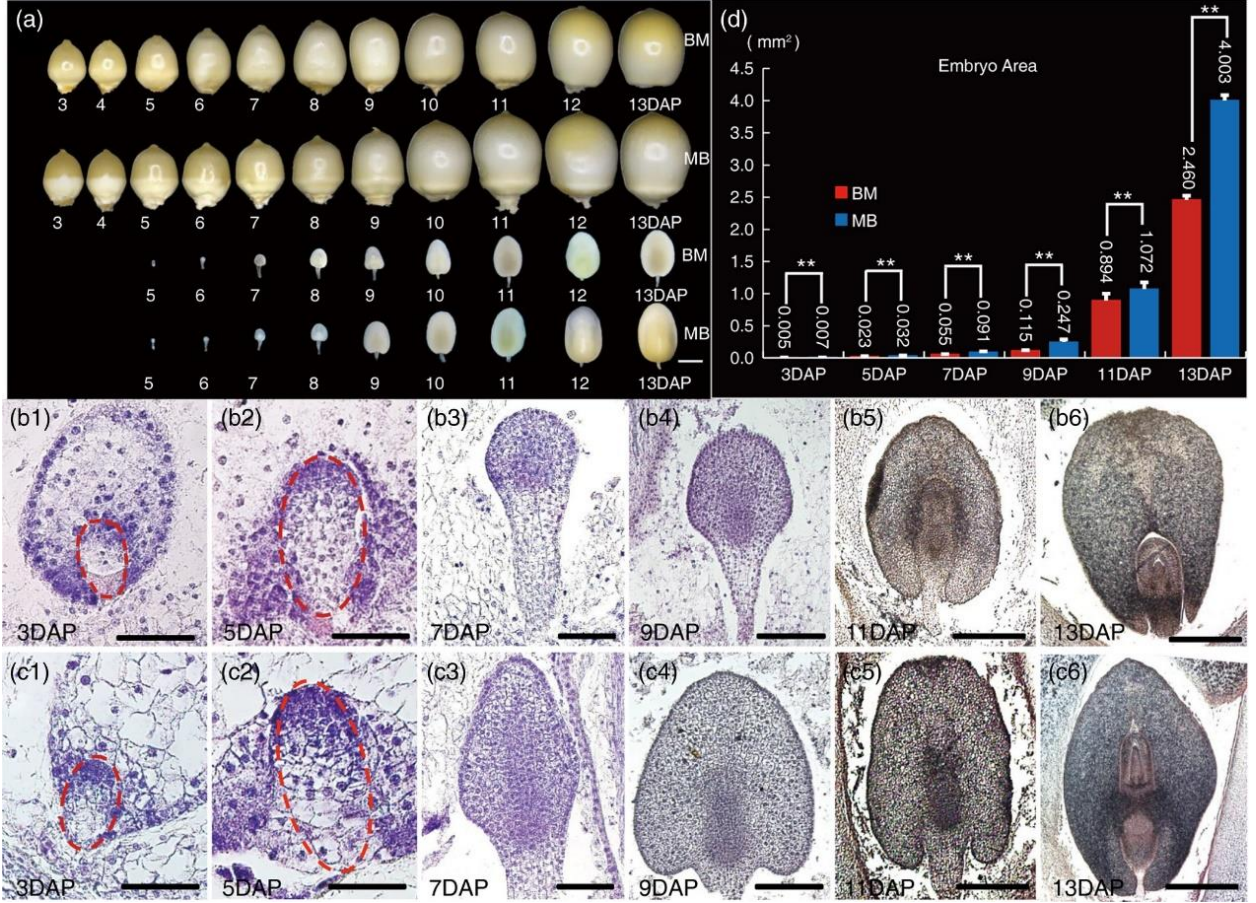 (a)
BM
3 4 5 6 7 8 9 10 11 12 13DAP
MB
3 4 5 6 7 8 9 10 11 12 13DAP
BM
5 6 7 8 9 10 11 12 13DAP
MB
5 6 7 8 9 10 11 12 13DAP
(d)
( mm²)
Embryo Area
4.5
4.0
3.5
3.0
2.5
2.0
1.5
1.0
0.5
0.0
BM
MB
** ** ** ** ** **
0.005 0.007 0.023 0.032 0.055 0.091 0.115 0.247 0.894 1.072 2.460 4.003
3DAP 5DAP 7DAP 9DAP 11DAP 13DAP
(b1) (b2) (b3) (b4) (b5) (b6)
3DAP 5DAP 7DAP 9DAP 11DAP 13DAP
(c1) (c2) (c3) (c4) (c5) (c6)
3DAP 5DAP 7DAP 9DAP 11DAP 13DAP